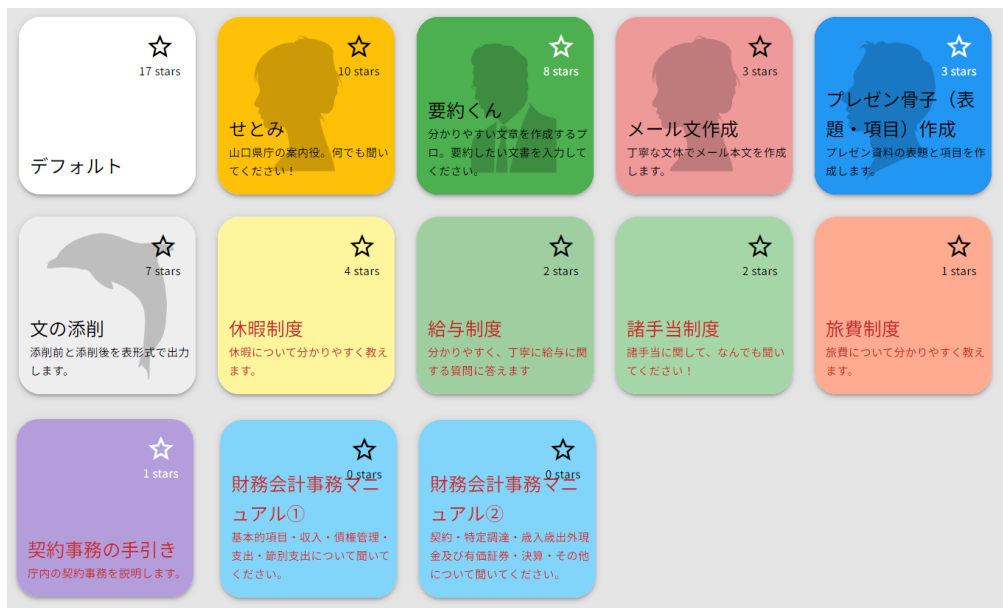 17 stars
デフォルト
10 stars
せとみ
山口県庁の案内役。何でも聞い
てください！
8 stars
要約くん
分かりやすい文章を作成するプ
ロ。要約したい文書を入力して
ください。
3 stars
メール文作成
丁寧な文体でメール本文を作成
します。
3 stars
プレゼン骨子（表
題・項目）作成
プレゼン資料の表題と項目を作
成します。
7 stars
文の添削
添削前と添削後を表形式で出力
します。
4 stars
休暇制度
休暇について分かりやすく教え
ます。
2 stars
給与制度
分かりやすく、丁寧に給与に関
する質問に答えます
2 stars
諸手当制度
諸手当に関して、なんでも聞い
てください！
1 stars
旅費制度
旅費について分かりやすく教え
ます。
1 stars
契約事務の手引き
庁内の契約事務を説明します。
0 stars
財務会計事務マニ
ュアル①
基本的項目・収入・債権管理・
支出・節別支出について聞いて
ください。
0 stars
財務会計事務マニ
ュアル②
契約・特定調達・歳入歳出外現
金及び有価証券・決算・その他
について聞いてください。